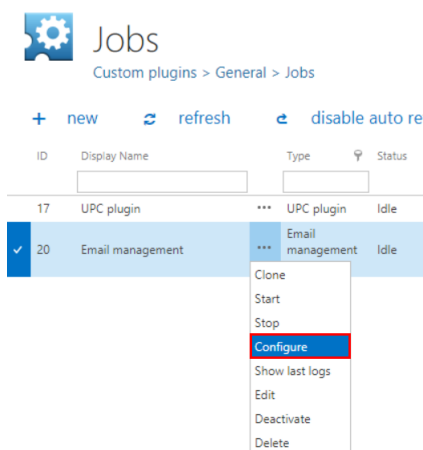 Jobs
Custom plugins > General > Jobs
new refresh disable auto re
ID Display Name Type Status
17 UPC plugin ... UPC plugin Idle
20 Email management ... Email management Idle
Clone
Start
Stop
Configure
Show last logs
Edit
Deactivate
Delete